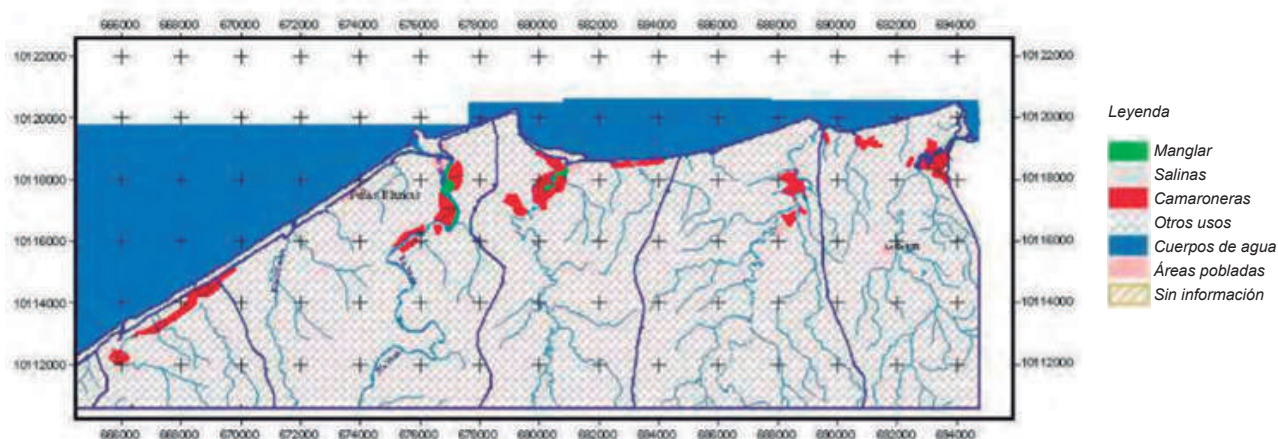 666000 668000 670000 672000 674000 676000 678000 680000 682000 684000 686000 688000 690000 692000 694000
10122000 10122000
10120000 10120000
10118000 10118000
10116000 10116000
10114000 10114000
10112000 10112000
666000 668000 670000 672000 674000 676000 678000 680000 682000 684000 686000 688000 690000 692000 694000
Leyenda
Manglar
Salinas
Camaroneras
Otros usos
Cuerpos de agua
Áreas pobladas
Sin información